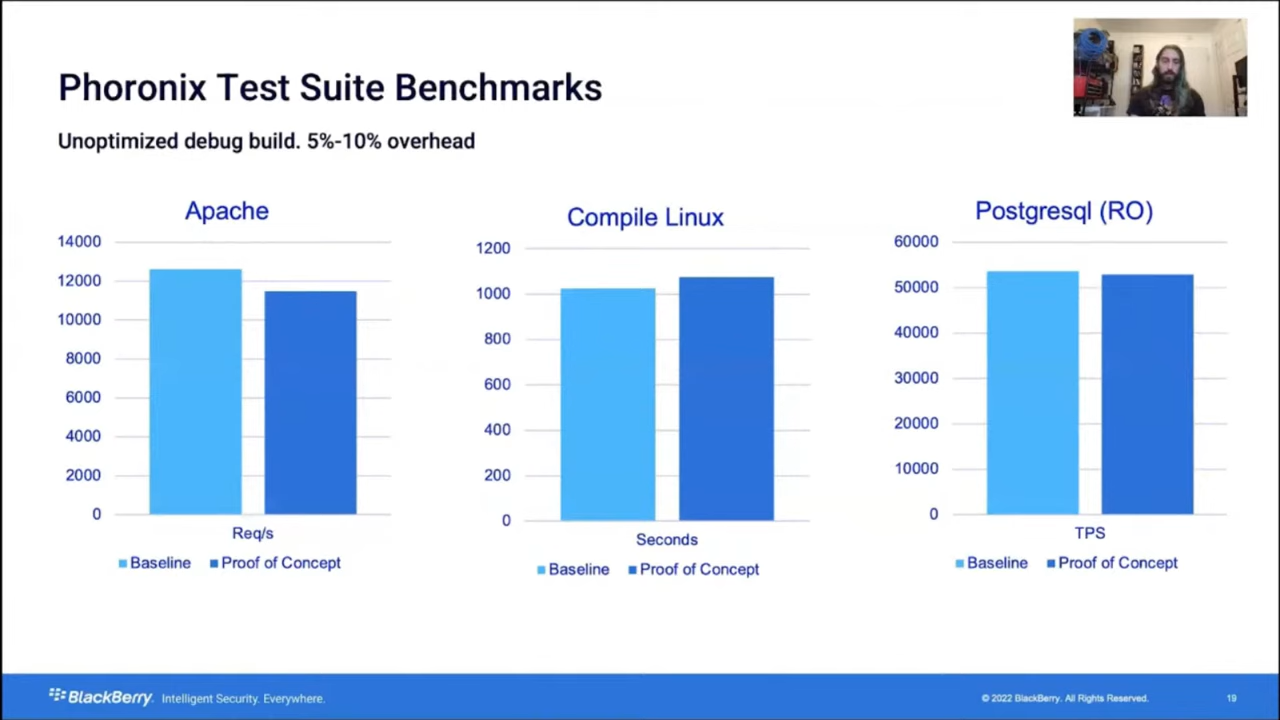 Phoronix Test Suite Benchmarks
Unoptimized debug build. 5%-10% overhead
Apache
14000
12000
10000
8000
6000
4000
2000
0
Req/s
Baseline Proof of Concept
Compile Linux
1200
1000
800
600
400
200
0
Seconds
Baseline Proof of Concept
Postgresql (RO)
60000
50000
40000
30000
20000
10000
0
TPS
Baseline Proof of Concept
BlackBerry. Intelligent Security. Everywhere.
© 2022 BlackBerry. All Rights Reserved.
19